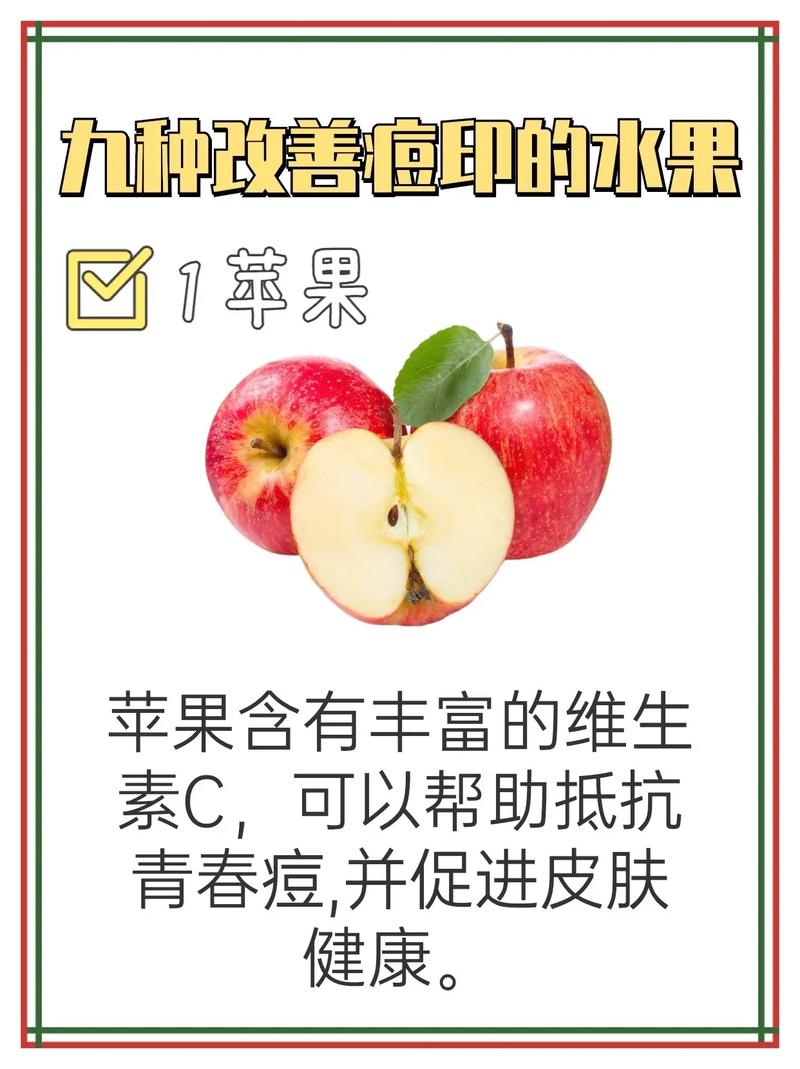 九种改善痘印的水果
1苹果
苹果含有丰富的维生
素C，可以帮助抵抗
青春痘,并促进皮肤
健康。